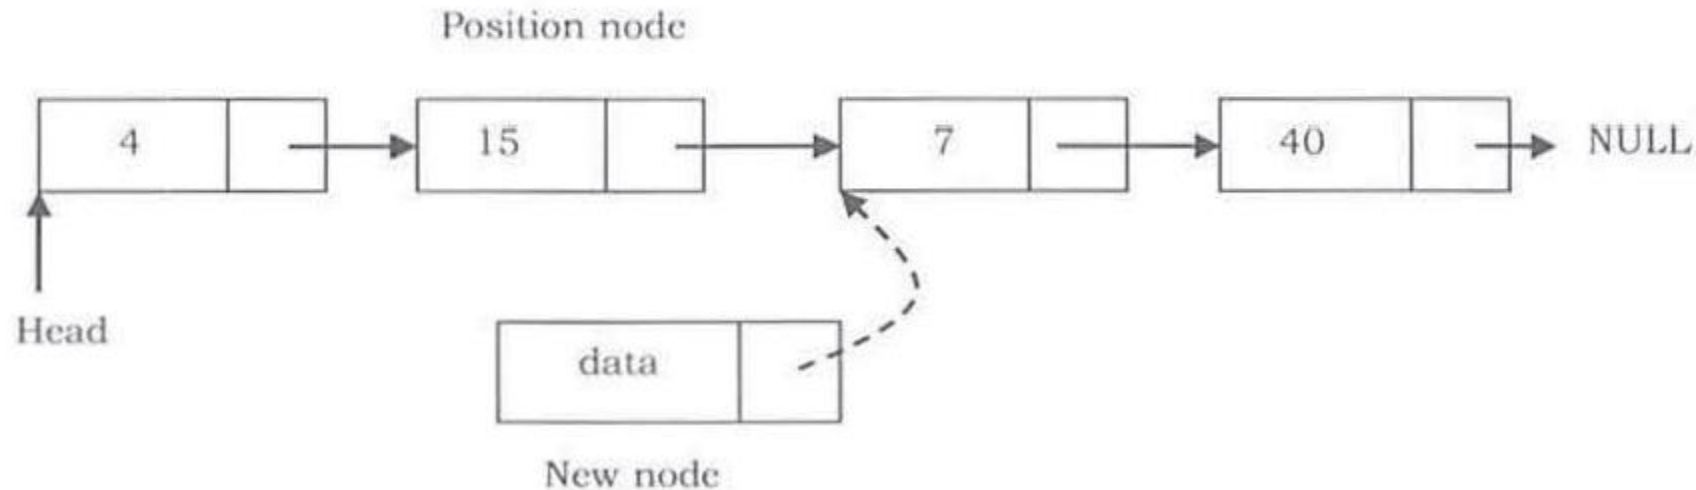 Position node
4 15 7 40 NULL
Head
data
New node